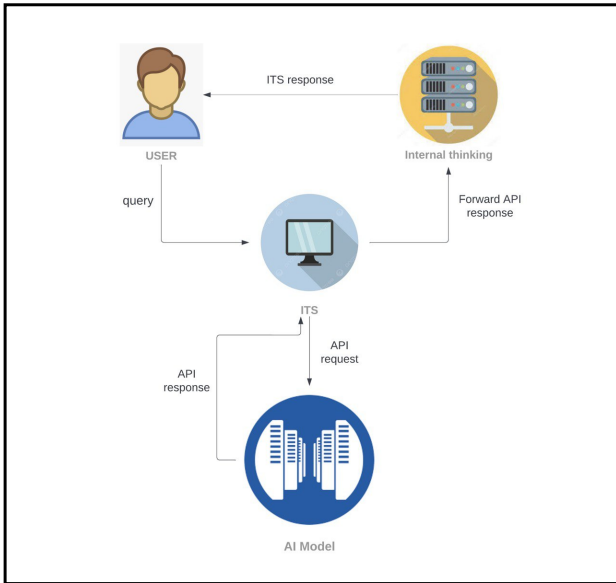 ITS response
USER
Internal thinking
query
Forward API
response
ITS
API
request
API
response
AI Model